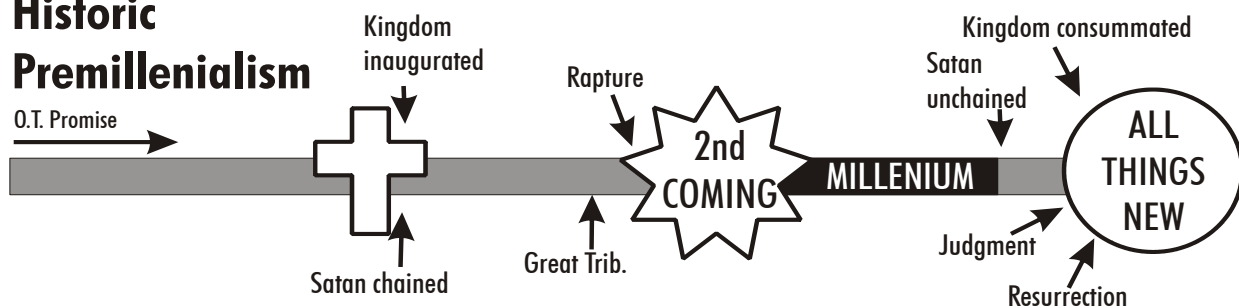 Historic
Premillenialism
O.T. Promise
Kingdom
inaugurated
Satan chained
Great Trib.
Rapture
2nd
COMING
MILLENIUM
Satan
unchained
Kingdom consummated
ALL
THINGS
NEW
Judgment
Resurrection